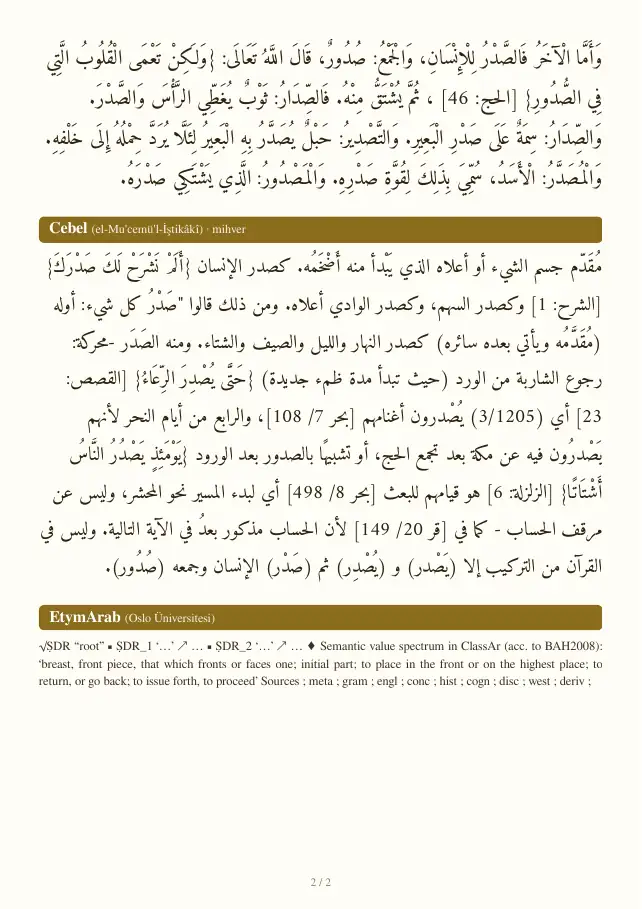 وَأَمَّا الْآخَرُ فَالصَّدْرُ لِلْإِنْسَانِ، وَالْجَمْعُ: صُدُورٌ، قَالَ اللَّهُ تَعَالَى: {وَلَكِنْ تَعْمَى الْقُلُوبُ الَّتِي
فِي الصُّدُورِ} [الحج: 46] ، ثُمَّ يُشْتَقُّ مِنْهُ. فَالصِّدَارُ: ثَوْبٌ يُغَطِّي الرَّأْسَ وَالصَّدْرَ.
وَالصِّدَارُ: سِمَةٌ عَلَى صَدْرِ الْبَعِيرِ. وَالتَّصْدِيرُ: حَبْلٌ يُصَدَّرُ بِهِ الْبَعِيرُ لِئَلَّا يُرَدَّ حِمْلُهُ إِلَى خَلْفِهِ.
وَالْمُصَدَّرُ: الْأَسَدُ، سُمِّيَ بِذَلِكَ لِقُوَّةِ صَدْرِهِ. وَالْمَصْدُورُ: الَّذِي يَشْتَكِي صَدْرَهُ.
Cebel (el-Mu'cemü'l-İştikâkî) · mihver
مُقَدّم جسم الشيء أو أعلاه الذي يَبْدأ منه أَضْخَمُه. كصدر الإنسان {أَلَمْ نَشْرَحْ لَكَ صَدْرَكَ}
[الشرح: 1] وكصدر السهم، وكصدر الوادي أعلاه. ومن ذلك قالوا "صَدْرُ كل شيء: أوله
(مُقَدَّمُه ويأتي بعده سائره) كصدر النهار والليل والصيف والشتاء. ومنه الصَدَر -محركة:
رجوع الشاربة من الورد (حيث تبدأ مدة ظمء جديدة) {حَتَّى يُصْدِرَ الرِّعَاءُ} [القصص:
23] أي (3/1205) يُصْدرون أغنامهم [بحر 7/ 108]، والرابع من أيام النحر لأنهم
يَصْدرُون فيه عن مكة بعد تجمع الحج، أو تشبيهًا بالصدور بعد الورود {يَوْمَئِذٍ يَصْدُرُ النَّاسُ
أَشْتَاتًا} [الزلزلة: 6] هو قيامهم للبعث [بحر 8/ 498] أي لبدء المسير نحو المحشر، وليس عن
مرقف الحساب - كما في [قر 20/ 149] لأن الحساب مذكور بعدُ في الآية التالية. وليس في
القرآن من التركيب إلا (يَصْدر) و (يُصْدِر) ثم (صَدْر) الإنسان وجمعه (صُدُور).
EtymArab (Oslo Üniversitesi)
√ṢDR “root” ▪ ṢDR_1 ‘…’ ↗ … ▪ ṢDR_2 ‘…’ ↗ … ♦ Semantic value spectrum in ClassAr (acc. to BAH2008):
‘breast, front piece, that which fronts or faces one; initial part; to place in the front or on the highest place; to
return, or go back; to issue forth, to proceed’ Sources ; meta ; gram ; engl ; conc ; hist ; cogn ; disc ; west ; deriv ;
2 / 2